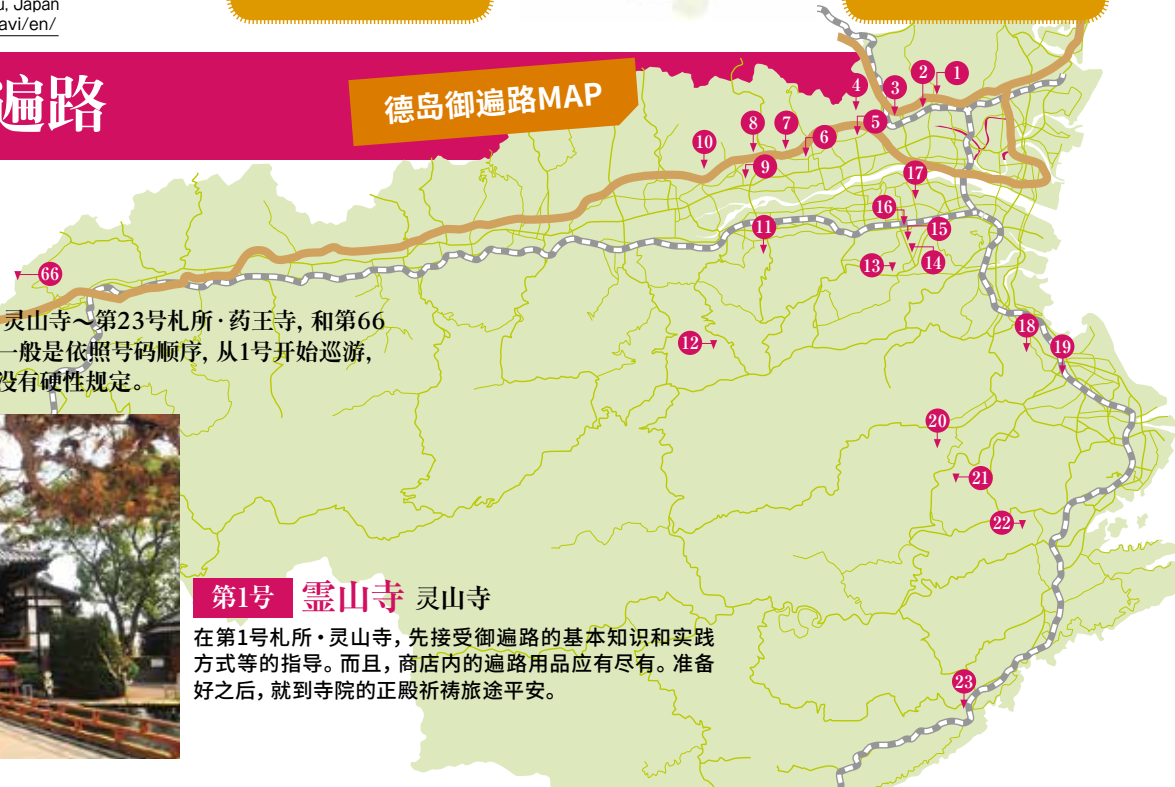 u, Japan
avi/en/
遍路
德岛御遍路MAP
1
2
3
4
5
6
7
8
9
10
11
12
13
14
15
16
17
18
19
20
21
22
23
66
灵山寺～第23号札所·药王寺, 和第66
一般是依照号码顺序, 从1号开始巡游,
没有硬性规定。
第1号 霊山寺 灵山寺
在第1号札所·灵山寺, 先接受御遍路的基本知识和实践
方式等的指导。而且, 商店内的遍路用品应有尽有。准备
好之后, 就到寺院的正殿祈祷旅途平安。